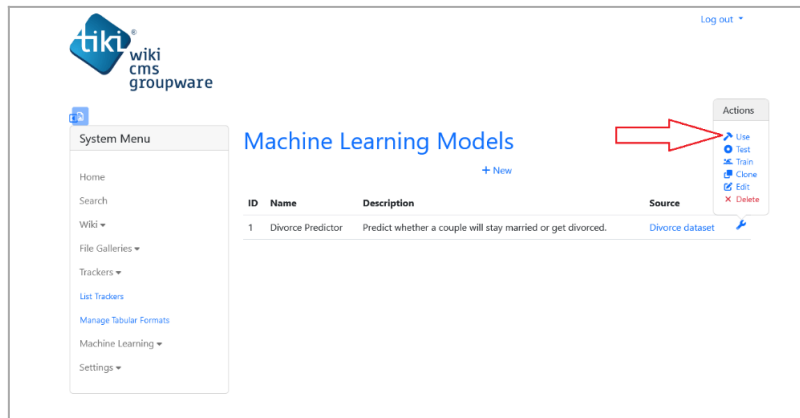 Log out
tiki®
wiki
cms
groupware
Actions
Use
Test
Train
Clone
Edit
Delete
System Menu
Home
Search
Wiki
File Galleries
Trackers
List Trackers
Manage Tabular Formats
Machine Learning
Settings
Machine Learning Models
+ New
ID Name Description Source
1 Divorce Predictor Predict whether a couple will stay married or get divorced. Divorce dataset